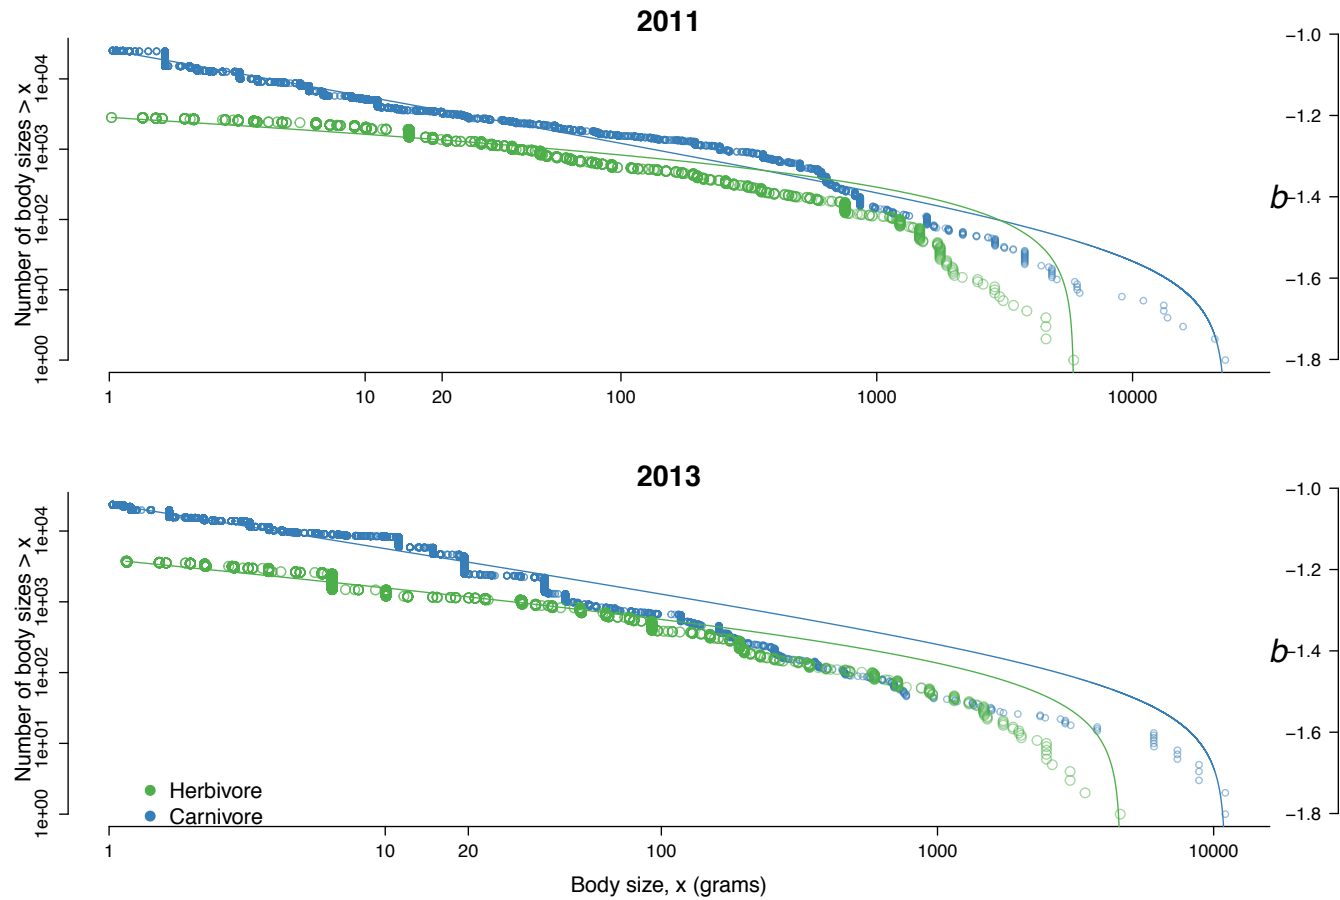 2011
Number of body sizes > x
1e+04
1e+03
1e+02
1e+01
1e+00
1 10 20 100 1000 10000
b
−1.0
−1.2
−1.4
−1.6
−1.8
2013
Number of body sizes > x
1e+04
1e+03
1e+02
1e+01
1e+00
Herbivore
Carnivore
1 10 20 100 1000 10000
Body size, x (grams)
b
−1.0
−1.2
−1.4
−1.6
−1.8